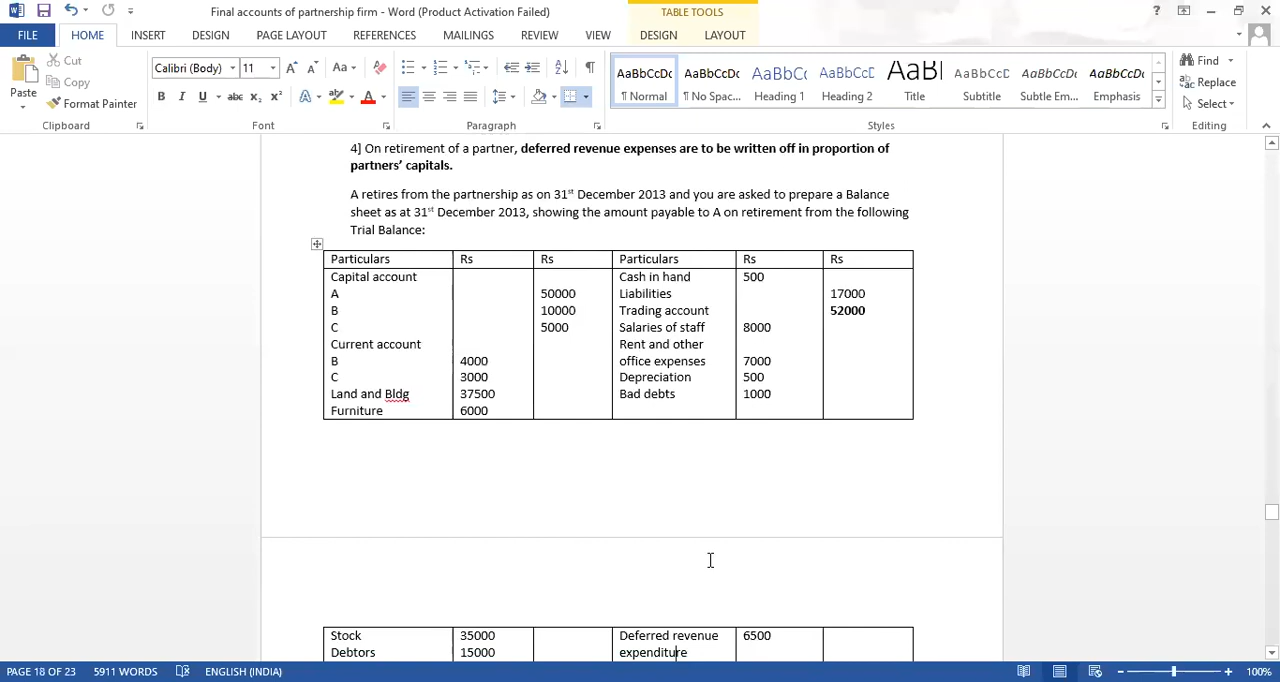 Final accounts of partnership firm - Word (Product Activation Failed)
TABLE TOOLS
FILE HOME INSERT DESIGN PAGE LAYOUT REFERENCES MAILINGS REVIEW VIEW DESIGN LAYOUT
Paste
Cut
Copy
Format Painter
Clipboard
Calibri (Body) 11
Font
Paragraph
AaBbCcDc AaBbCcDc AaBbCc AaBbCcD AaBl AaBbCcD AaBbCcDc AaBbCcDc
¶ Normal ¶ No Spac... Heading 1 Heading 2 Title Subtitle Subtle Em... Emphasis
Styles
Find
Replace
Select
Editing
4] On retirement of a partner, deferred revenue expenses are to be written off in proportion of
partners' capitals.
A retires from the partnership as on 31st December 2013 and you are asked to prepare a Balance
sheet as at 31st December 2013, showing the amount payable to A on retirement from the following
Trial Balance:
Particulars Rs Rs Particulars Rs Rs
Capital account Cash in hand 500
A 50000 Liabilities 17000
B 10000 Trading account 52000
C 5000 Salaries of staff 8000
Current account Rent and other
B 4000 office expenses 7000
C 3000 Depreciation 500
Land and Bldg 37500 Bad debts 1000
Furniture 6000
Stock 35000 Deferred revenue 6500
Debtors 15000 expenditure
PAGE 18 OF 23 5911 WORDS ENGLISH (INDIA) 100%